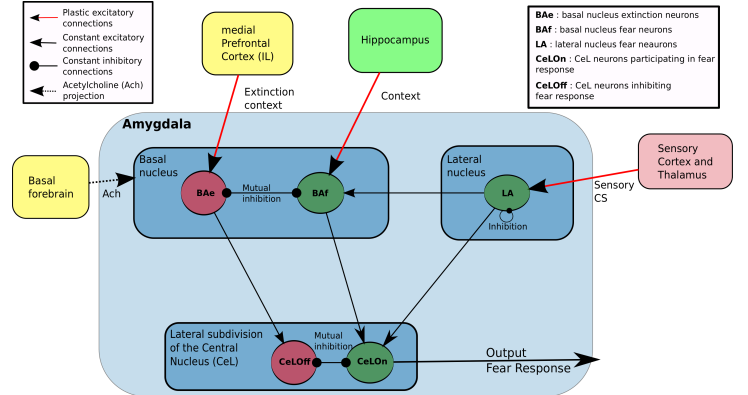 Plastic excitatory
connections
Constant excitatory
connections
Constant inhibitory
connections
Acetylcholine (Ach)
projection
medial
Prefrontal
Cortex (IL)
Hippocampus
BAe : basal nucleus extinction neurons
BAf : basal nucleus fear neurons
LA : lateral nucleus fear neaurons
CeLOn : CeL neurons participating in fear
response
CeLOff : CeL neurons inhibiting
fear response
Extinction
context
Context
Amygdala
Basal
nucleus
Lateral
nucleus
Sensory
Cortex and
Thalamus
Basal
forebrain
Ach
BAe
Mutual
inhibition
BAf
LA
Sensory
CS
Inhibition
Lateral subdivision
of the Central
Nucleus (CeL)
Mutual
inhibition
CeLOff
CeLOn
Output
Fear Response